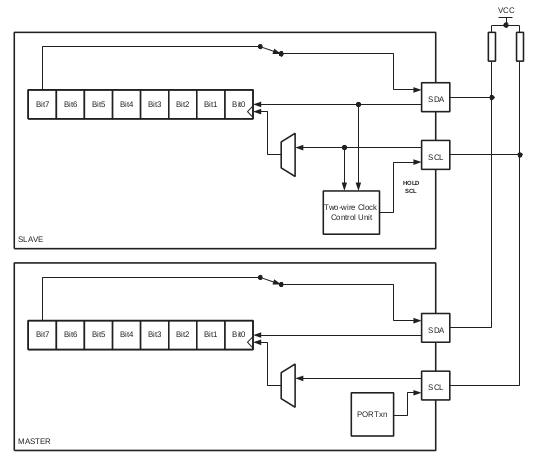 VCC
Bit7 Bit6 Bit5 Bit4 Bit3 Bit2 Bit1 Bit0
SDA
SCL
HOLD
SCL
Two-wire Clock
Control Unit
SLAVE
Bit7 Bit6 Bit5 Bit4 Bit3 Bit2 Bit1 Bit0
SDA
SCL
PORTxn
MASTER